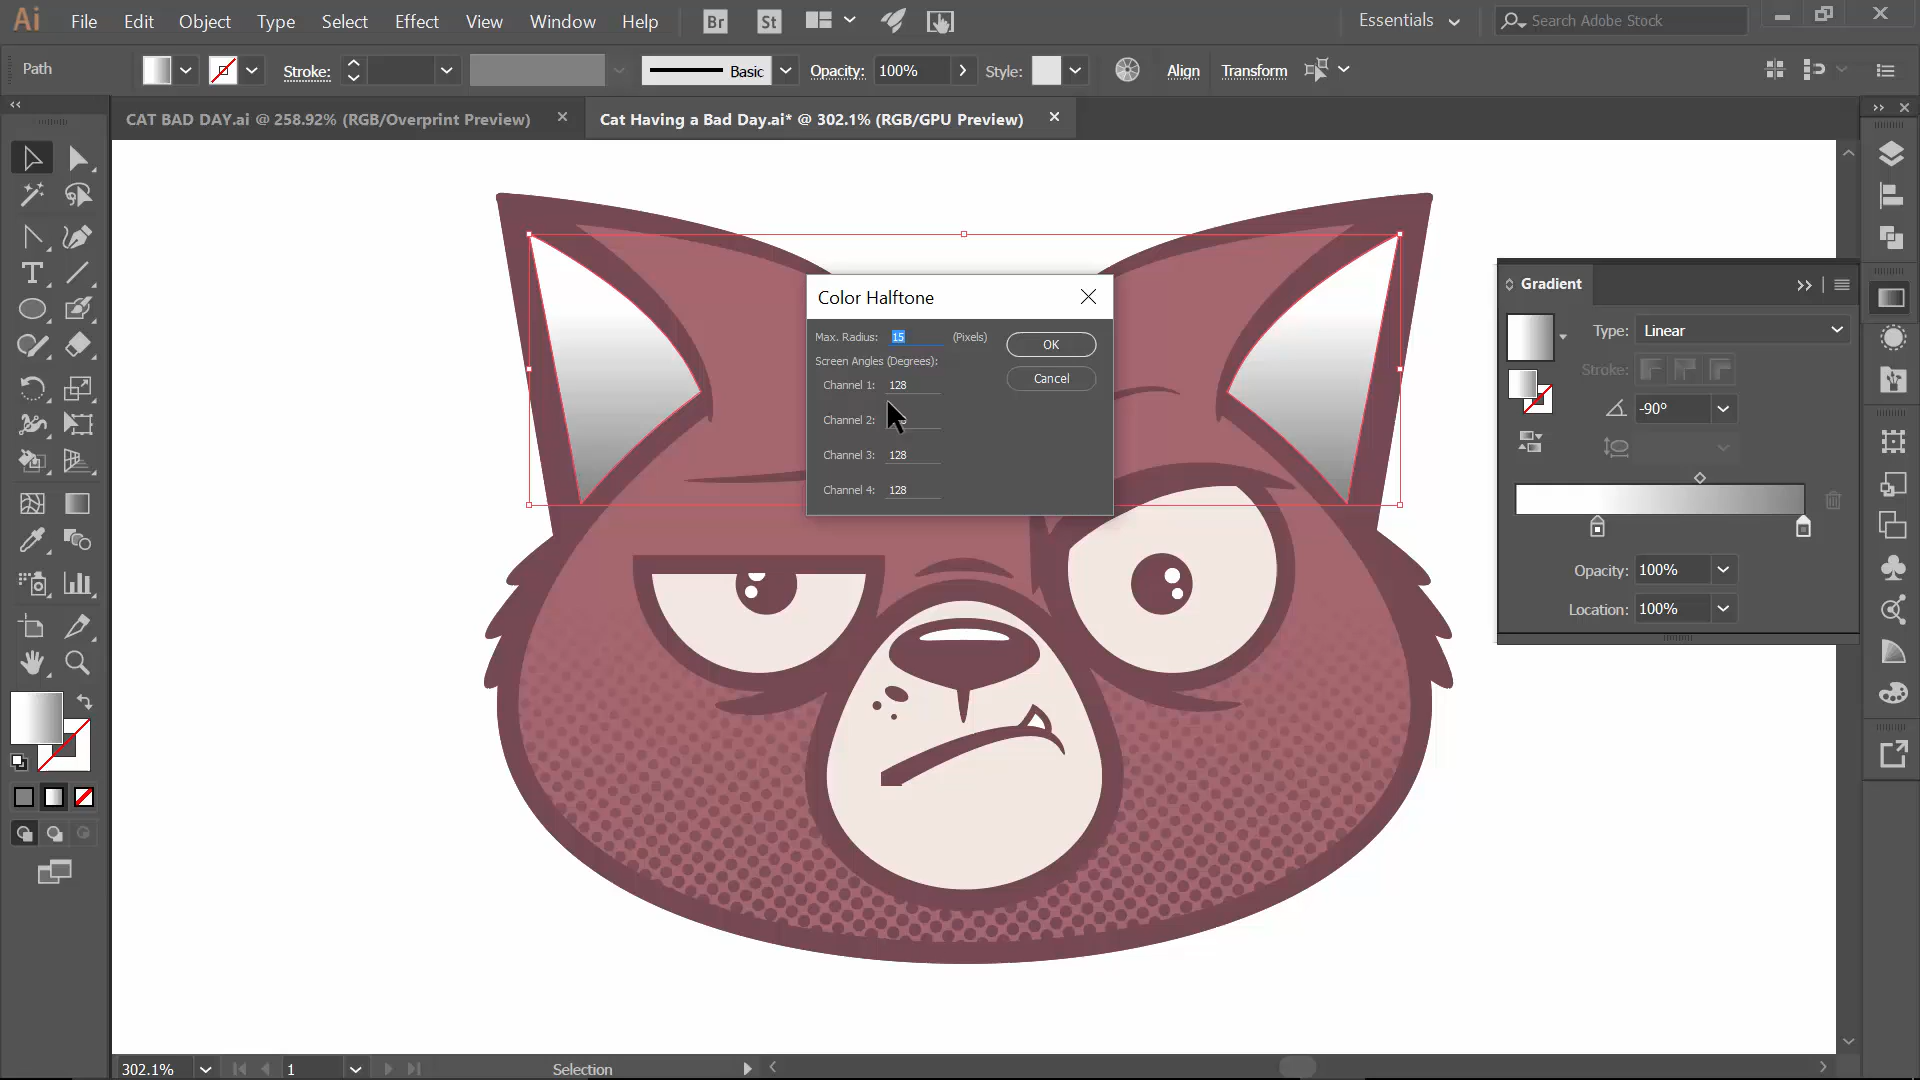 Ai File Edit Object Type Select Effect View Window Help Br St Essentials Search Adobe Stock
Path Stroke: Basic Opacity: 100% Style: Align Transform
CAT BAD DAY.ai @ 258.92% (RGB/Overprint Preview) Cat Having a Bad Day.ai* @ 302.1% (RGB/GPU Preview)
Color Halftone
Max. Radius: 15 (Pixels) OK
Screen Angles (Degrees):
Channel 1: 128 Cancel
Channel 2:
Channel 3: 128
Channel 4: 128
Gradient
Type: Linear
Stroke:
-90°
Opacity: 100%
Location: 100%
302.1% 1 Selection